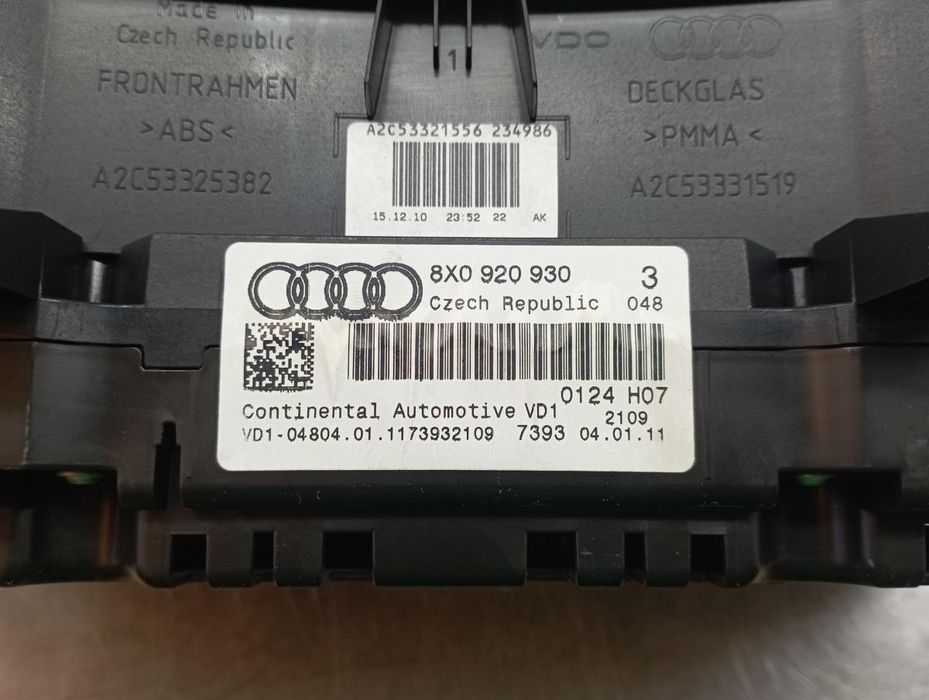 Made in
Czech Republic
FRONTRAHMEN
>ABS<
A2C53325382
1
VDO
DECKGLAS
>PMMA<
A2C53331519
A2C53321556 234986
15.12.10 23:52 22 AK
8X0 920 930 3
Czech Republic 048
0124 H07
Continental Automotive VD1 2109
VD1-04804.01.1173932109 7393 04.01.11